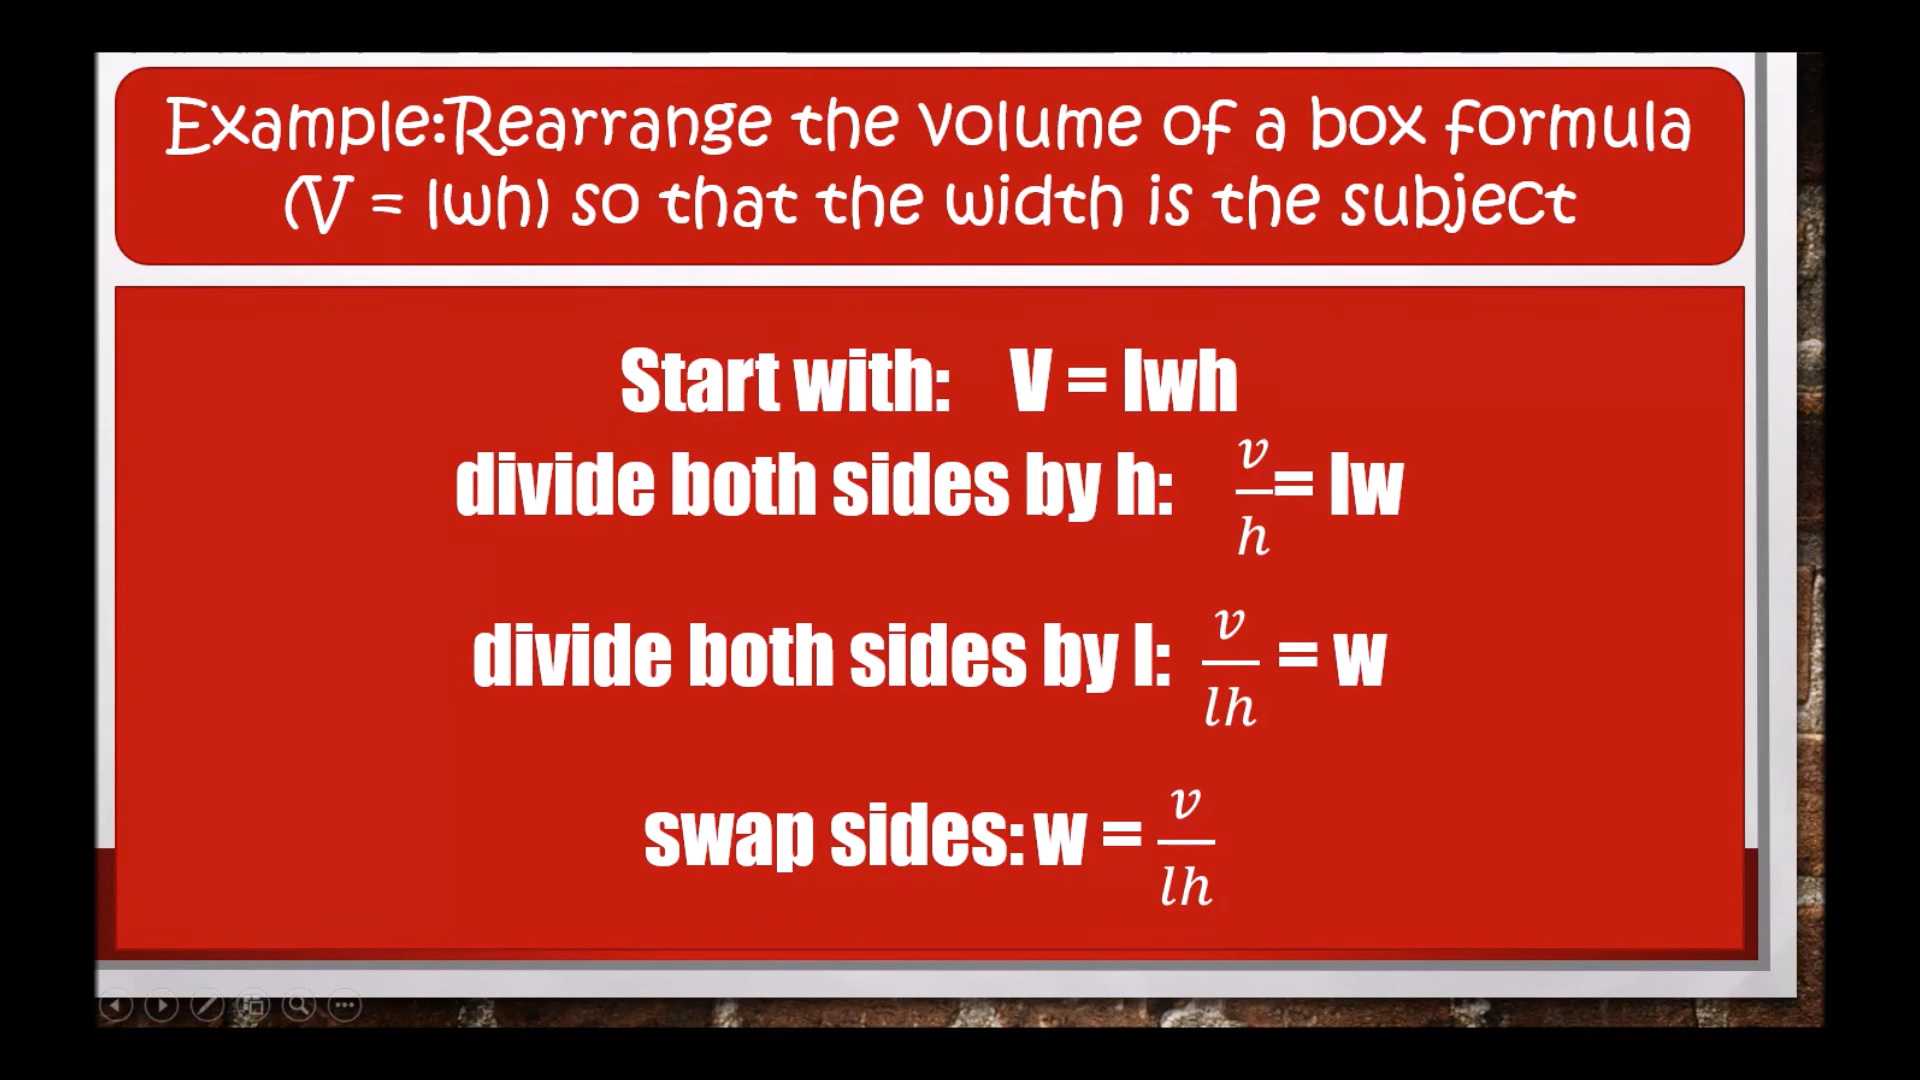 Example:Rearrange the volume of a box formula
(V = lwh) so that the width is the subject
Start with: V = lwh
divide both sides by h: v/h = lw
divide both sides by l: v/lh = w
swap sides: w = v/lh